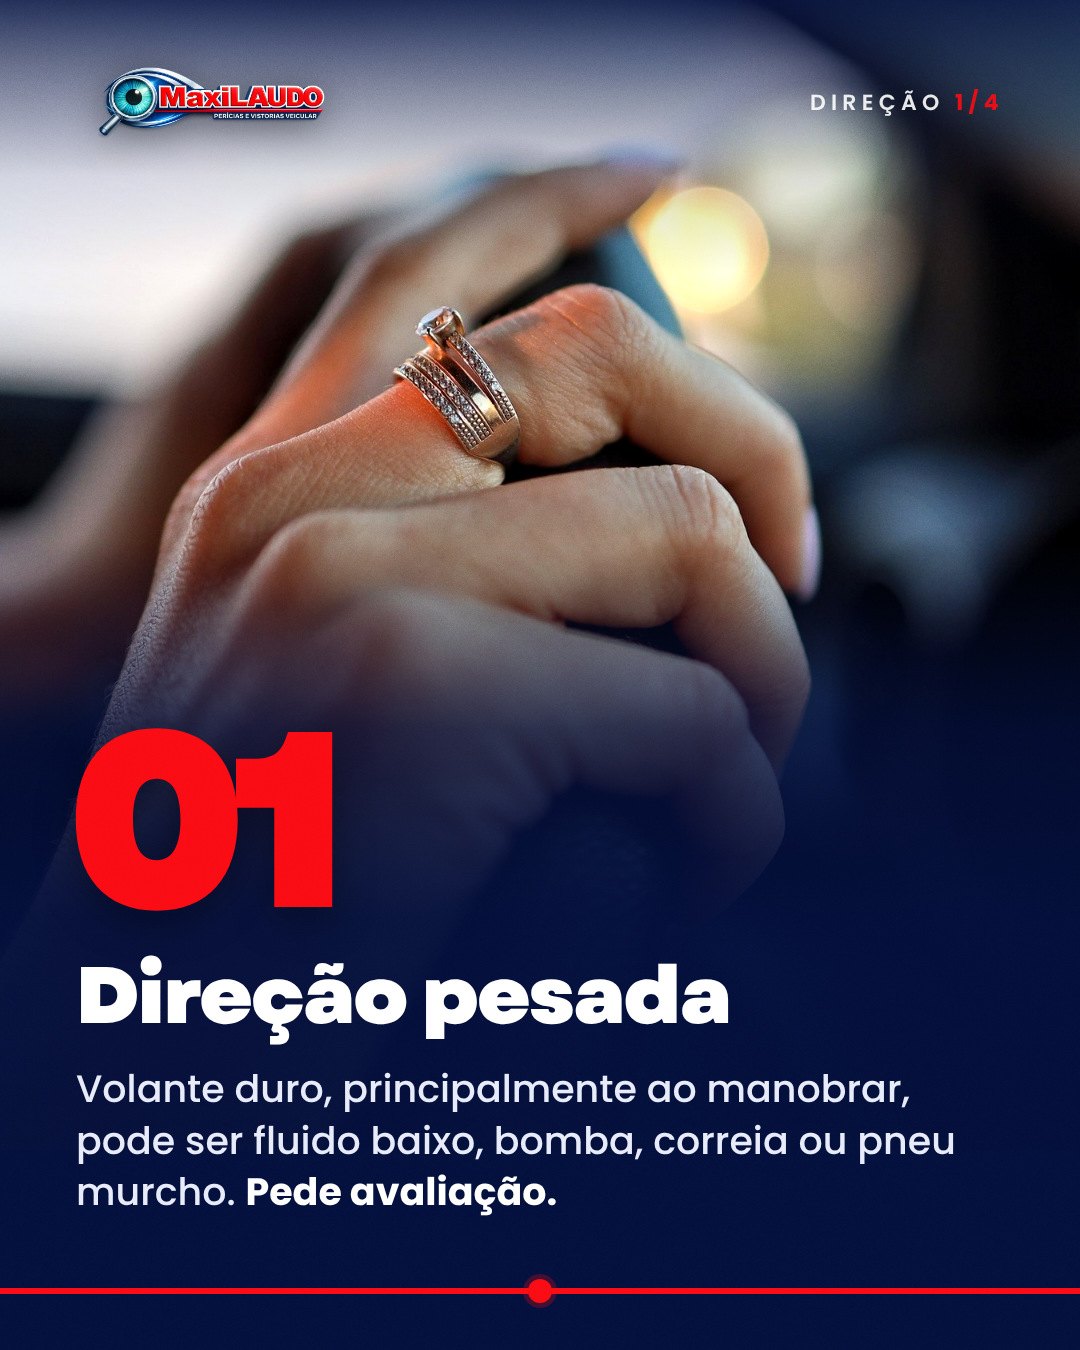 MaxiLAUDO
PERÍCIAS E VISTORIAS VEICULAR
DIREÇÃO 1/4
01
Direção pesada
Volante duro, principalmente ao manobrar,
pode ser fluido baixo, bomba, correia ou pneu
murcho. Pede avaliação.